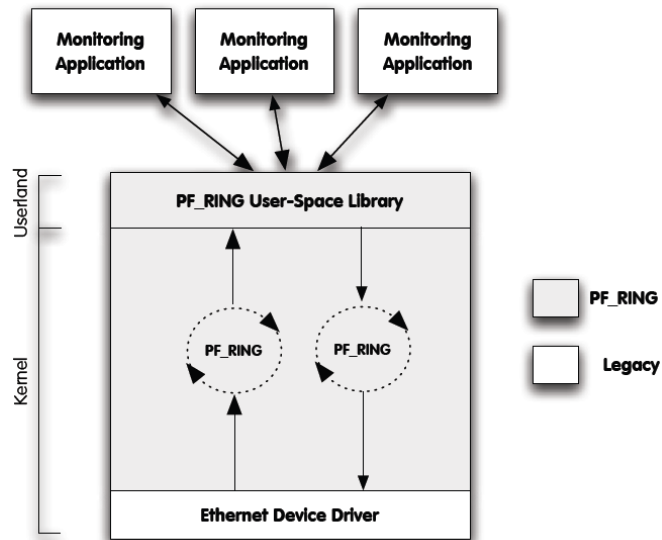 Monitoring
Application
Monitoring
Application
Monitoring
Application
Userland
PF_RING User-Space Library
Kernel
PF_RING
PF_RING
PF_RING
Legacy
Ethernet Device Driver